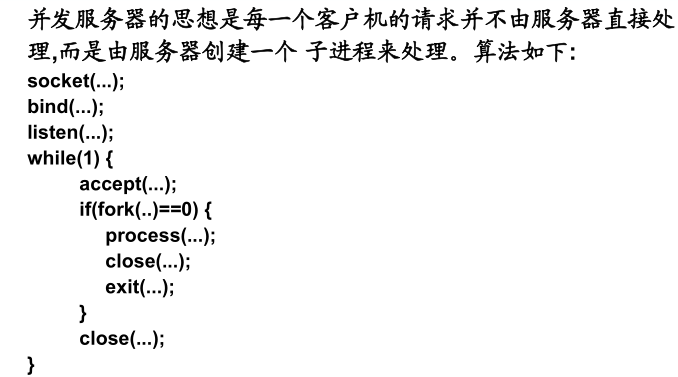 并发服务器的思想是每一个客户机的请求并不由服务器直接处
理,而是由服务器创建一个 子进程来处理。算法如下:
socket(...);
bind(...);
listen(...);
while(1) {
accept(...);
if(fork(..)==0) {
process(...);
close(...);
exit(...);
}
close(...);
}